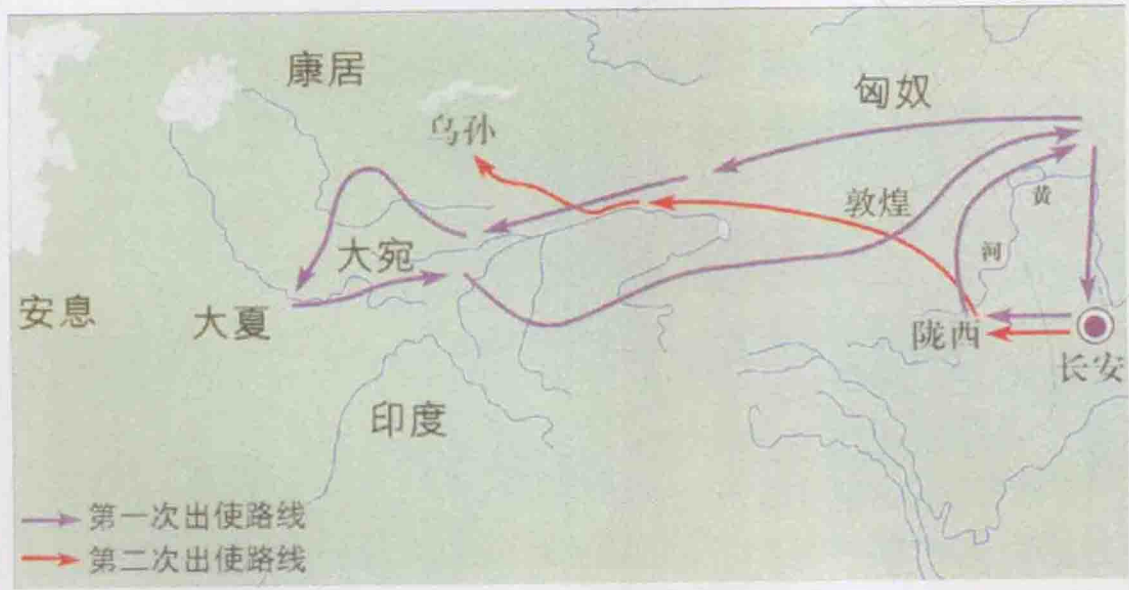 康居
匈奴
乌孙
敦煌
黄
河
大宛
安息
大夏
陇西
长安
印度
第一次出使路线
第二次出使路线